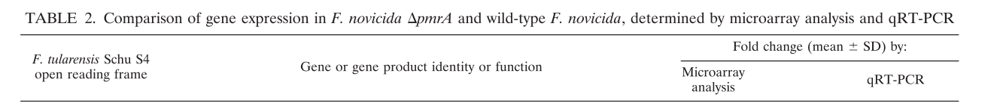 TABLE 2. Comparison of gene expression in F. novicida ΔpmrA and wild-type F. novicida, determined by microarray analysis and qRT-PCR
F. tularensis Schu S4
open reading frame
Gene or gene product identity or function
Fold change (mean ± SD) by:
Microarray
analysis
qRT-PCR